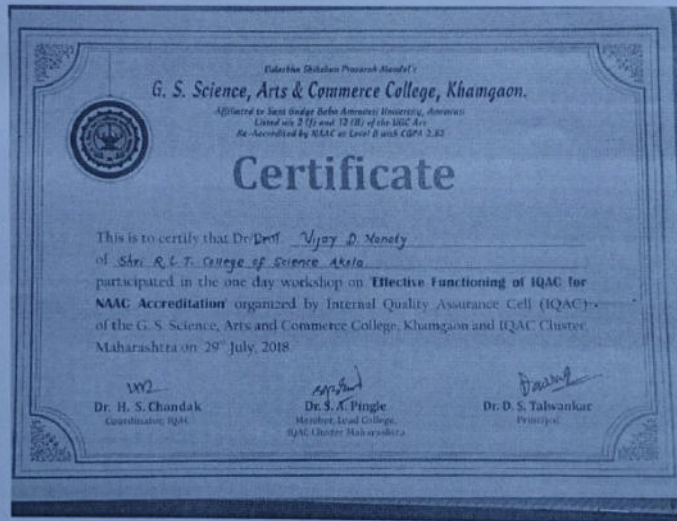 Vidarbha Shikshan Prasarak Mandal's
G. S. Science, Arts & Commerce College, Khamgaon.
Affiliated to Sant Gadge Baba Amravati University, Amravati
Listed u/s 2 (f) and 12 (B) of the UGC Act
Re-Accredited by NAAC at Level B with CGPA 2.83
Certificate
This is to certify that Dr/Prof. Vijay D. Nanoty
of Shri R. L. T. College of Science Akola
participated in the one day workshop on 'Effective Functioning of IQAC for
NAAC Accreditation' organized by Internal Quality Assurance Cell (IQAC)
of the G. S. Science, Arts and Commerce College, Khamgaon and IQAC Cluster,
Maharashtra on 29th July, 2018.
Dr. H. S. Chandak Dr. S. A. Pingle Dr. D. S. Talwankar
Coordinator, IQAC Member, Lead College, Principal
IQAC Cluster Maharashtra